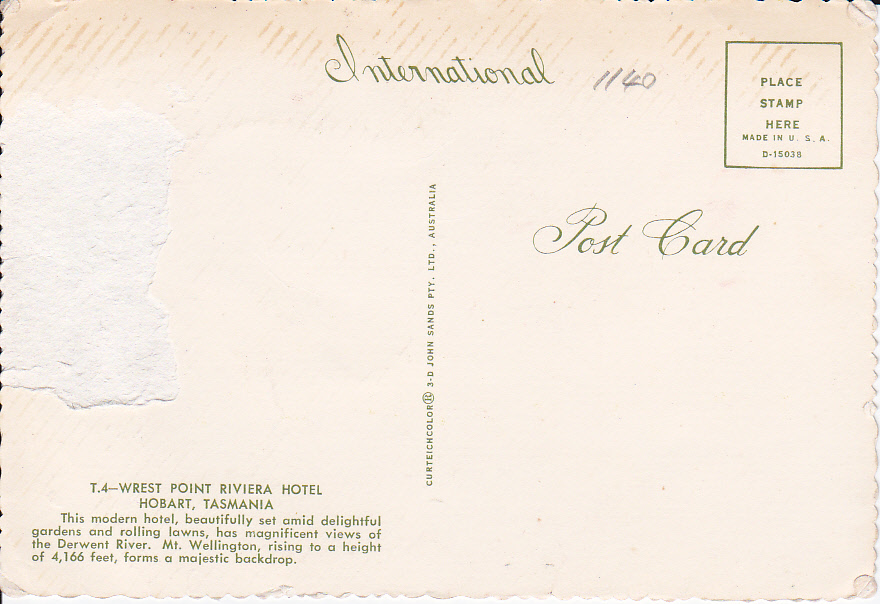 International
1140
PLACE
STAMP
HERE
MADE IN U. S. A.
D-15038
Post Card
CURTEICHCOLOR 3-D JOHN SANDS PTY. LTD., AUSTRALIA
T.4—WREST POINT RIVIERA HOTEL
HOBART, TASMANIA
This modern hotel, beautifully set amid delightful
gardens and rolling lawns, has magnificent views of
the Derwent River. Mt. Wellington, rising to a height
of 4,166 feet, forms a majestic backdrop.